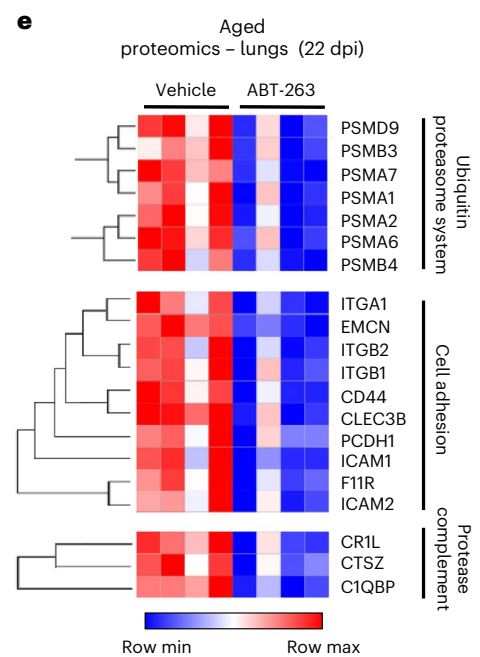 e
Aged
proteomics – lungs (22 dpi)
Vehicle
ABT-263
PSMD9
PSMB3
PSMA7
PSMA1
PSMA2
PSMA6
PSMB4
Ubiquitin
proteasome system
ITGA1
EMCN
ITGB2
ITGB1
CD44
CLEC3B
PCDH1
ICAM1
F11R
ICAM2
Cell adhesion
CR1L
CTSZ
C1QBP
Protease
complement
Row min
Row max